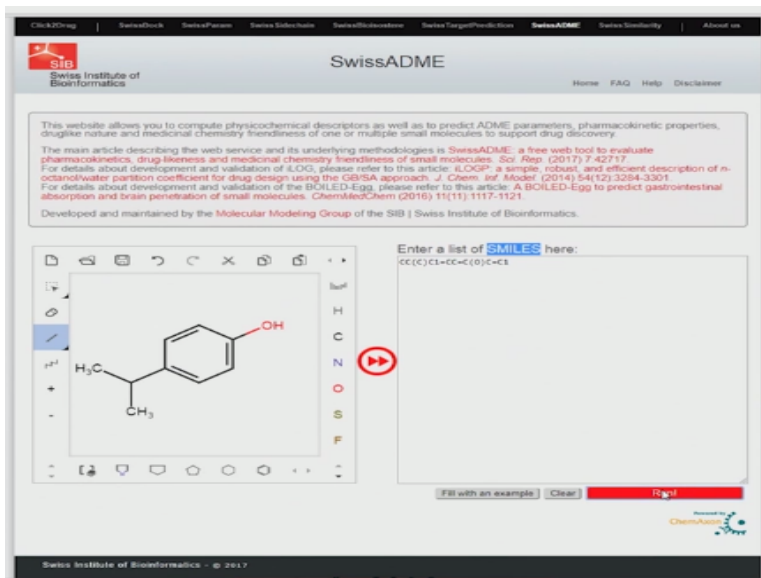 Click2Drug | SwissDock SwissParam SwissSidechain SwissBioisostere SwissTargetPrediction SwissADME SwissSimilarity | About us
SIB
Swiss Institute of
Bioinformatics
SwissADME
Home FAQ Help Disclaimer
This website allows you to compute physicochemical descriptors as well as to predict ADME parameters, pharmacokinetic properties,
druglike nature and medicinal chemistry friendliness of one or multiple small molecules to support drug discovery.
The main article describing the web service and its underlying methodologies is SwissADME: a free web tool to evaluate
pharmacokinetics, drug-likeness and medicinal chemistry friendliness of small molecules. Sci. Rep. (2017) 7:42717.
For details about development and validation of iLOG, please refer to this article: iLOGP: a simple, robust, and efficient description of n-
octanol/water partition coefficient for drug design using the GB/SA approach. J. Chem. Inf. Model. (2014) 54(12):3284-3301.
For details about development and validation of the BOILED-Egg, please refer to this article: A BOILED-Egg to predict gastrointestinal
absorption and brain penetration of small molecules. ChemMedChem (2016) 11(11):1117-1121.
Developed and maintained by the Molecular Modeling Group of the SIB | Swiss Institute of Bioinformatics.
Enter a list of SMILES here:
CC(C)C1=CC=C(O)C=C1
H
C
N
O
S
F
OH
H₃C
CH₃
+
-
Fill with an example Clear Run!
Powered by
ChemAxon
Swiss Institute of Bioinformatics - © 2017